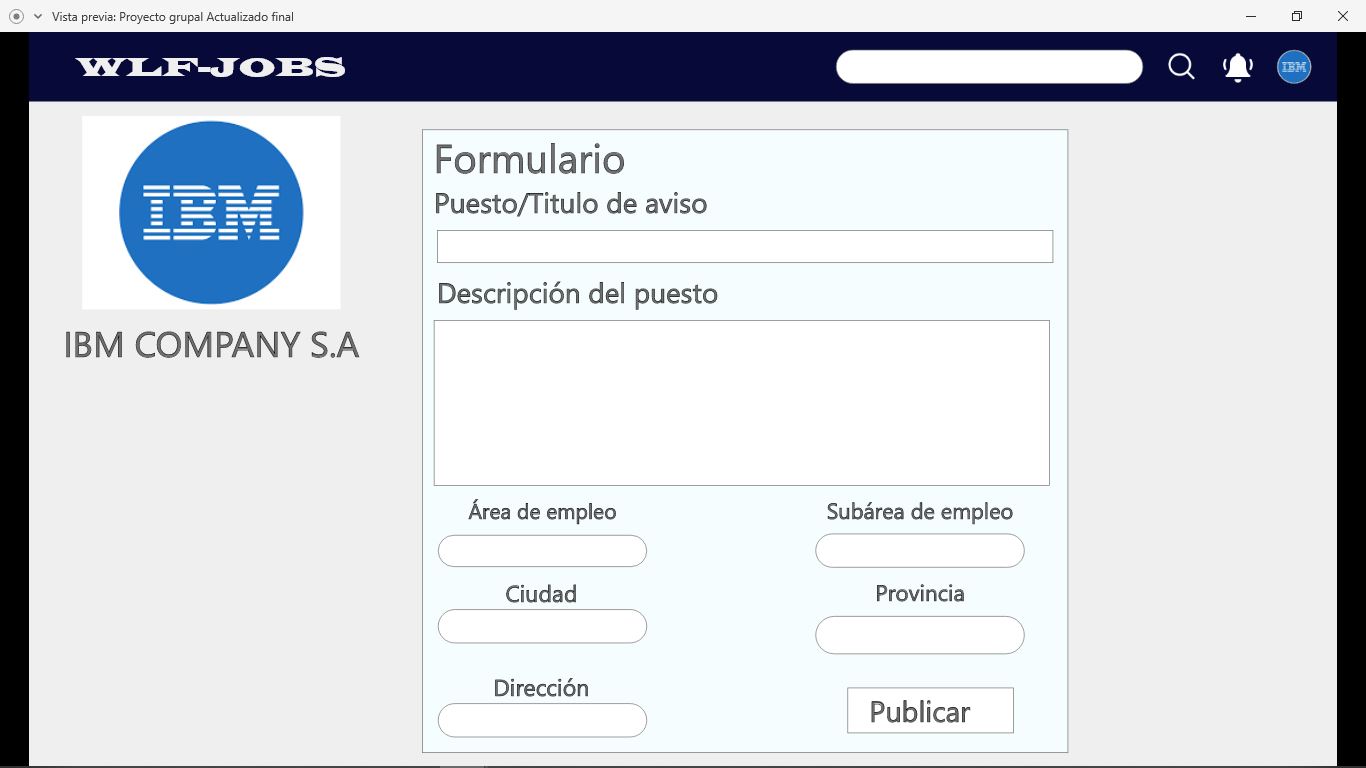 Vista previa: Proyecto grupal Actualizado final
WLF-JOBS
IBM
IBM
IBM COMPANY S.A
Formulario
Puesto/Titulo de aviso
Descripción del puesto
Área de empleo
Subárea de empleo
Ciudad
Provincia
Dirección
Publicar